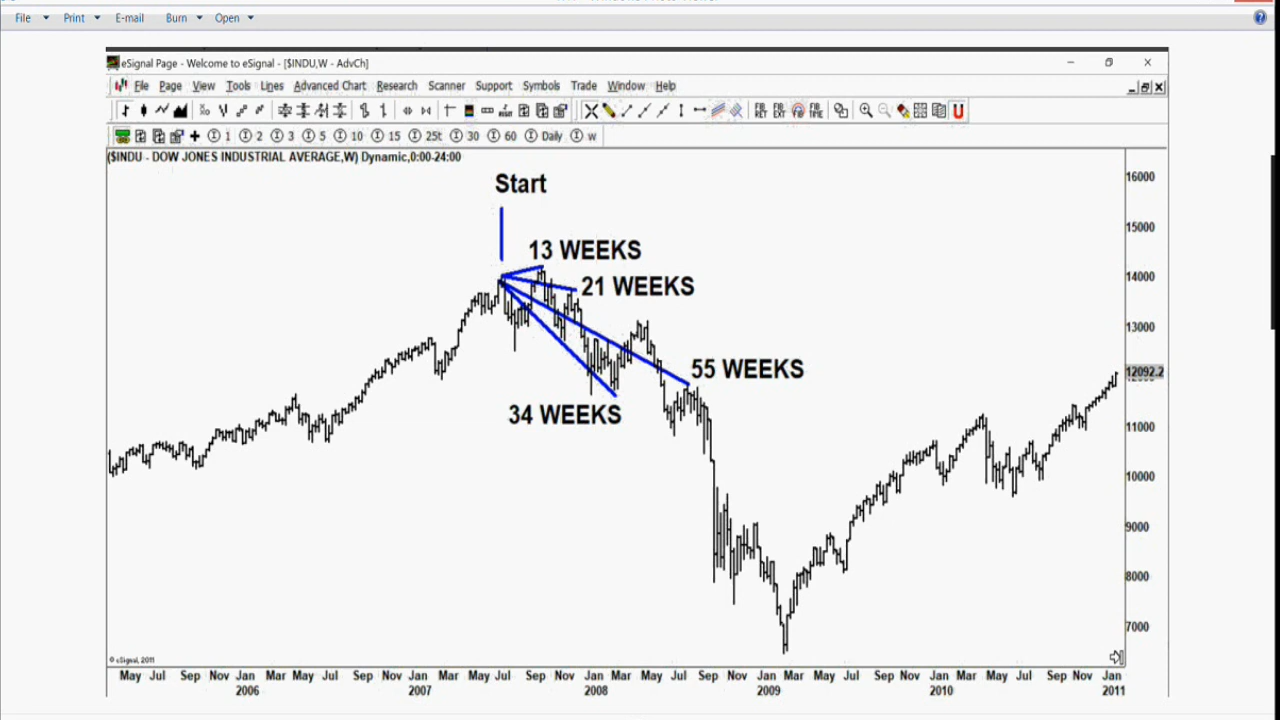 File Print E-mail Burn Open
eSignal Page - Welcome to eSignal - [$INDU,W - AdvCh]
File Page View Tools Lines Advanced Chart Research Scanner Support Symbols Trade Window Help
1 2 3 5 10 15 25t 30 60 Daily w
($INDU - DOW JONES INDUSTRIAL AVERAGE,W) Dynamic,0:00-24:00
Start
13 WEEKS
21 WEEKS
55 WEEKS
34 WEEKS
16000
15000
14000
13000
12092.2
11000
10000
9000
8000
7000
© eSignal, 2011
May Jul Sep Nov Jan Mar May Jul Sep Nov Jan Mar May Jul Sep Nov Jan Mar May Jul Sep Nov Jan Mar May Jul Sep Nov Jan Mar May Jul Sep Nov Jan
2006 2007 2008 2009 2010 2011